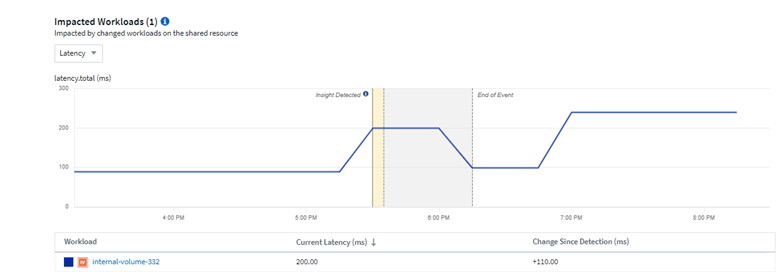 Impacted Workloads (1)
Impacted by changed workloads on the shared resource
Latency
latency.total (ms)
300
Insight Detected
End of Event
200
100
0
4:00 PM 5:00 PM 6:00 PM 7:00 PM 8:00 PM
Workload Current Latency (ms) ↓ Change Since Detection (ms)
internal-volume-332 200.00 +110.00